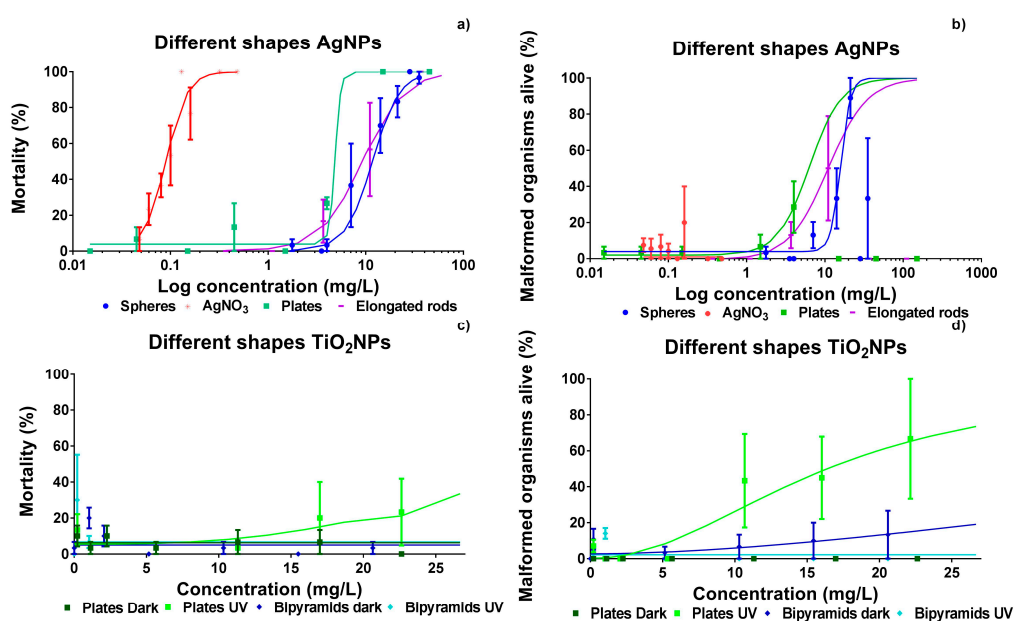 a)
Different shapes AgNPs
Mortality (%)
100
80
60
40
20
0
0.01 0.1 1 10 100
Log concentration (mg/L)
Spheres AgNO₃ Plates Elongated rods
b)
Different shapes AgNPs
Malformed organisms alive (%)
100
80
60
40
20
0
0.01 0.1 1 10 100 1000
Log concentration (mg/L)
Spheres AgNO₃ Plates Elongated rods
c)
Different shapes TiO₂NPs
Mortality (%)
100
80
60
40
20
0
0 5 10 15 20 25
Concentration (mg/L)
Plates Dark Plates UV Bipyramids dark Bipyramids UV
d)
Different shapes TiO₂NPs
Malformed organisms alive (%)
100
80
60
40
20
0
0 5 10 15 20 25
Concentration (mg/L)
Plates Dark Plates UV Bipyramids dark Bipyramids UV